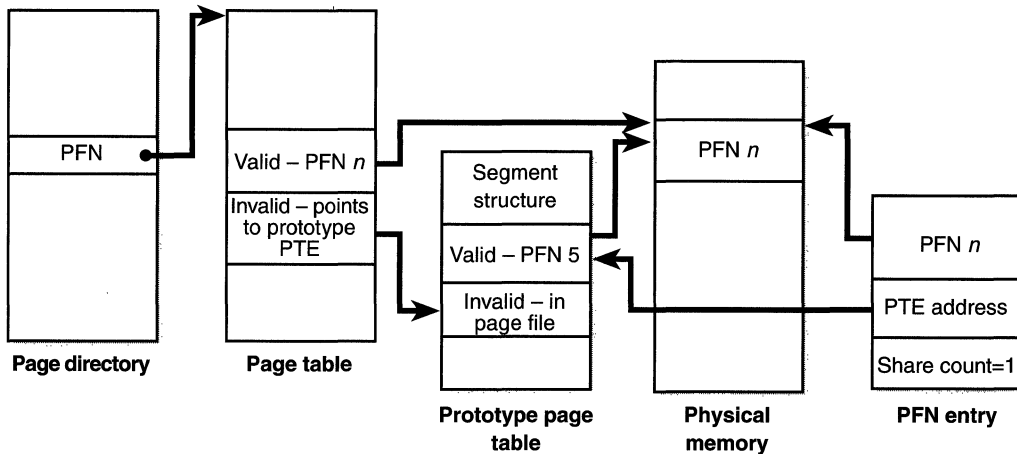 PFN
Page directory
Valid – PFN n
Invalid – points
to prototype
PTE
Page table
Segment
structure
Valid – PFN 5
Invalid – in
page file
Prototype page
table
PFN n
Physical
memory
PFN n
PTE address
Share count=1
PFN entry